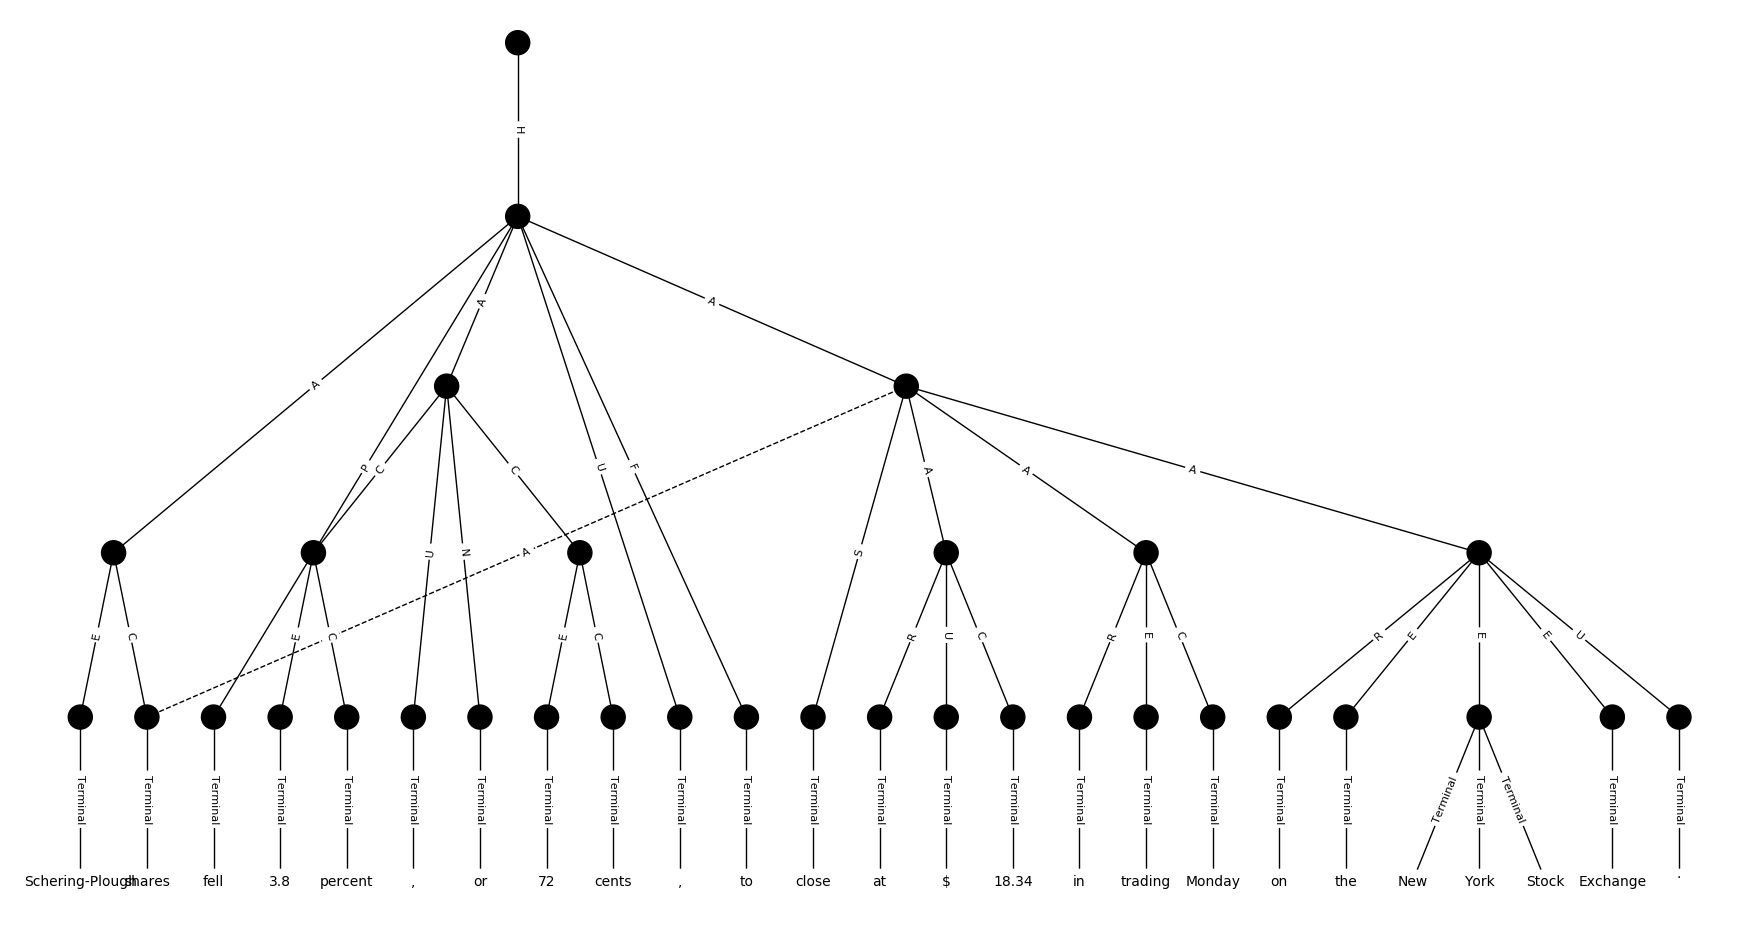 H
A
A
A
P
C
C
U
F
A
A
A
U
N
A
S
E
C
E
C
E
C
R
U
C
R
E
C
R
E
E
E
U
Terminal Terminal Terminal Terminal Terminal Terminal Terminal Terminal Terminal Terminal Terminal Terminal Terminal Terminal Terminal Terminal Terminal Terminal Terminal Terminal Terminal Terminal Terminal Terminal Terminal
Schering-Plough shares fell 3.8 percent , or 72 cents , to close at $ 18.34 in trading Monday on the New York Stock Exchange .